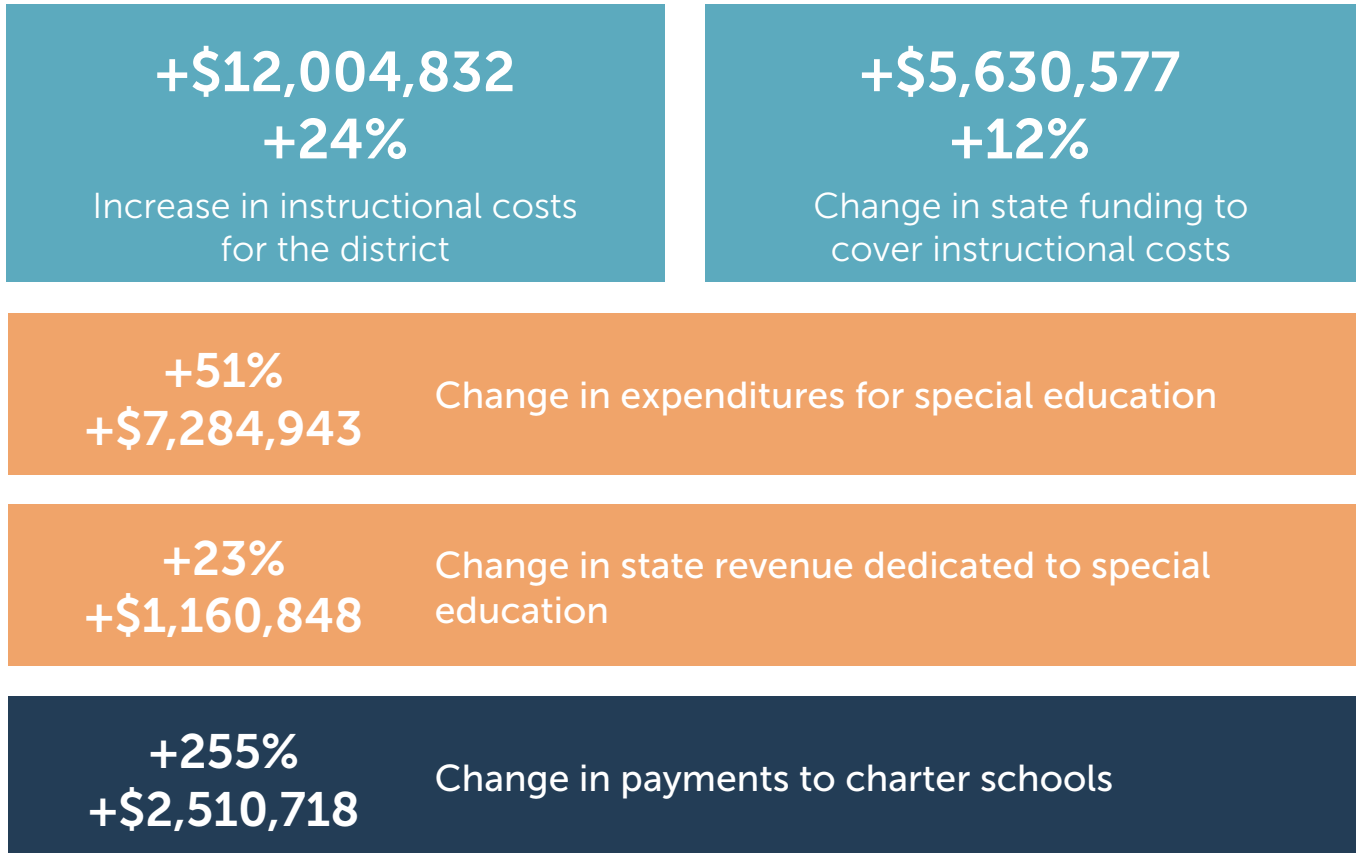 +$12,004,832
+24%
Increase in instructional costs
for the district
+$5,630,577
+12%
Change in state funding to
cover instructional costs
+51%
+$7,284,943
Change in expenditures for special education
+23%
+$1,160,848
Change in state revenue dedicated to special
education
+255%
+$2,510,718
Change in payments to charter schools